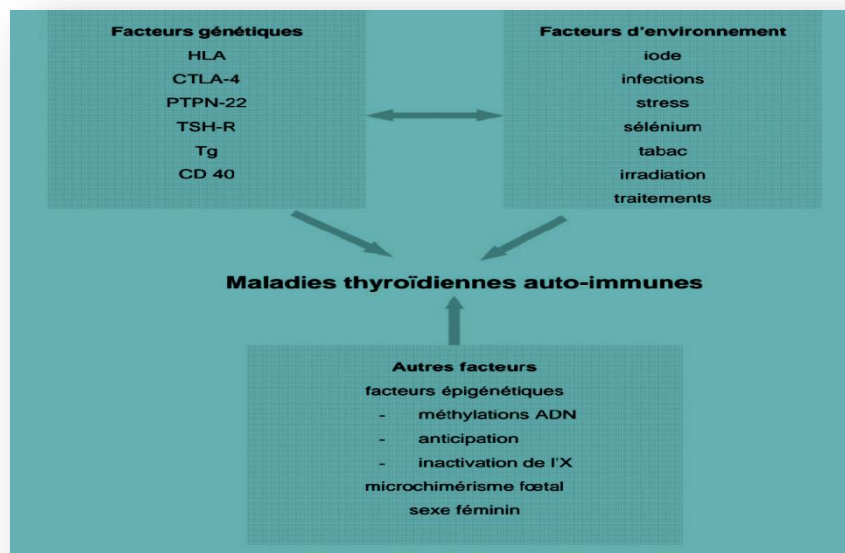 Facteurs génétiques
HLA
CTLA-4
PTPN-22
TSH-R
Tg
CD 40
Facteurs d'environnement
iode
infections
stress
sélénium
tabac
irradiation
traitements
Maladies thyroïdiennes auto-immunes
Autres facteurs
facteurs épigénétiques
- méthylations ADN
- anticipation
- inactivation de l'X
microchimérisme fœtal
sexe féminin